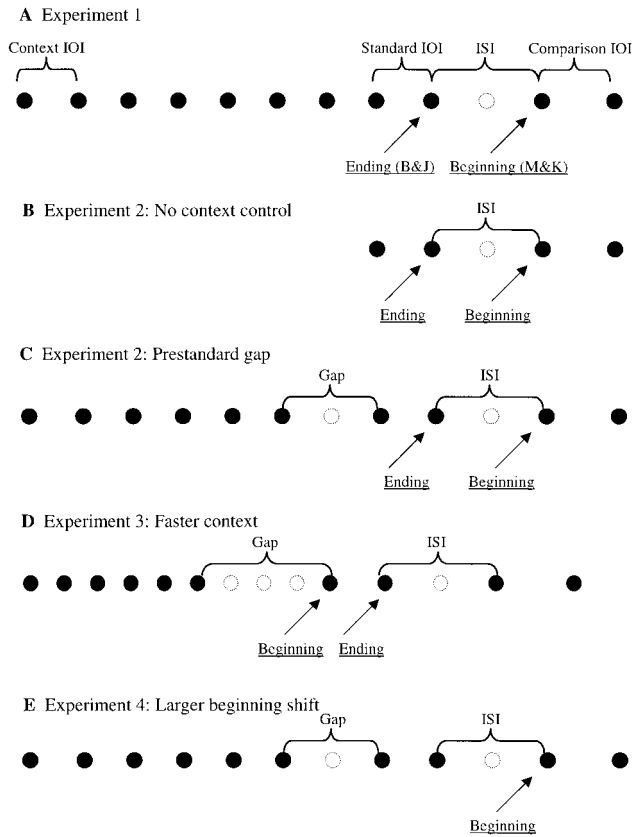 A Experiment 1
Context IOI
Standard IOI
ISI
Comparison IOI
Ending (B&J)
Beginning (M&K)
B Experiment 2: No context control
ISI
Ending
Beginning
C Experiment 2: Prestandard gap
Gap
ISI
Ending
Beginning
D Experiment 3: Faster context
Gap
ISI
Beginning
Ending
E Experiment 4: Larger beginning shift
Gap
ISI
Beginning